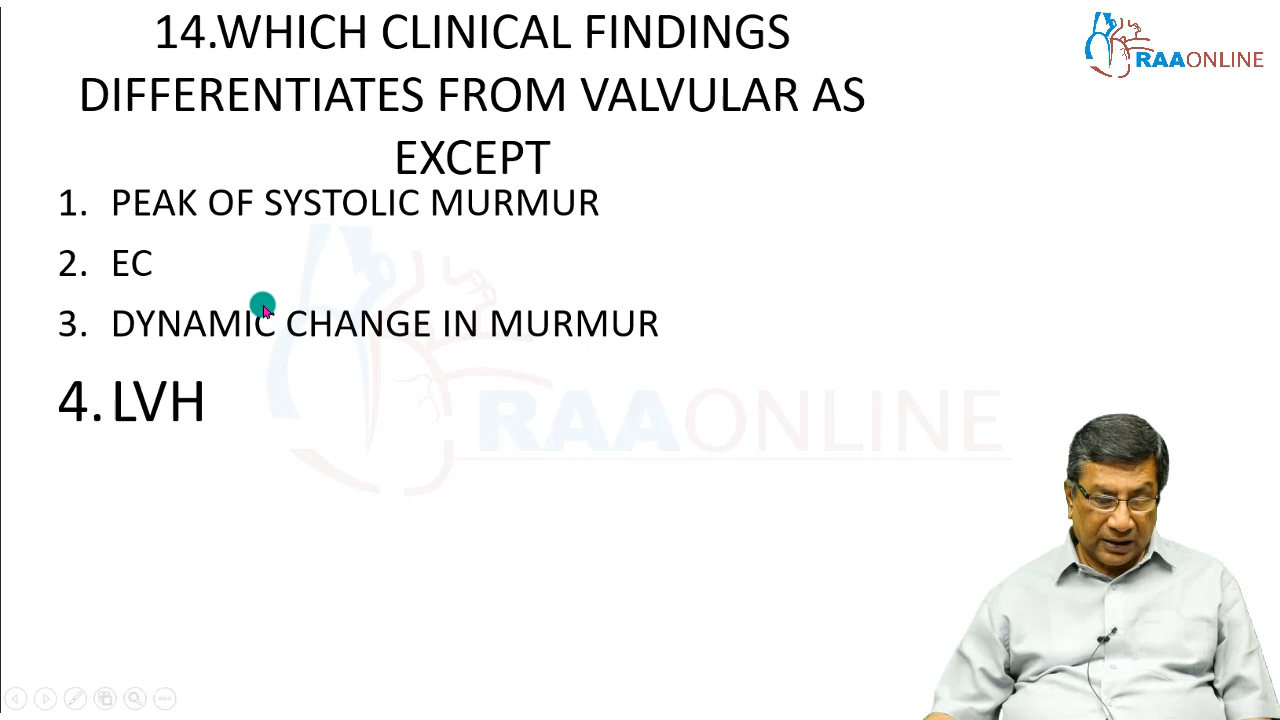 14.WHICH CLINICAL FINDINGS
DIFFERENTIATES FROM VALVULAR AS
EXCEPT
1. PEAK OF SYSTOLIC MURMUR
2. EC
3. DYNAMIC CHANGE IN MURMUR
4. LVH
RAAONLINE
RAAONLINE